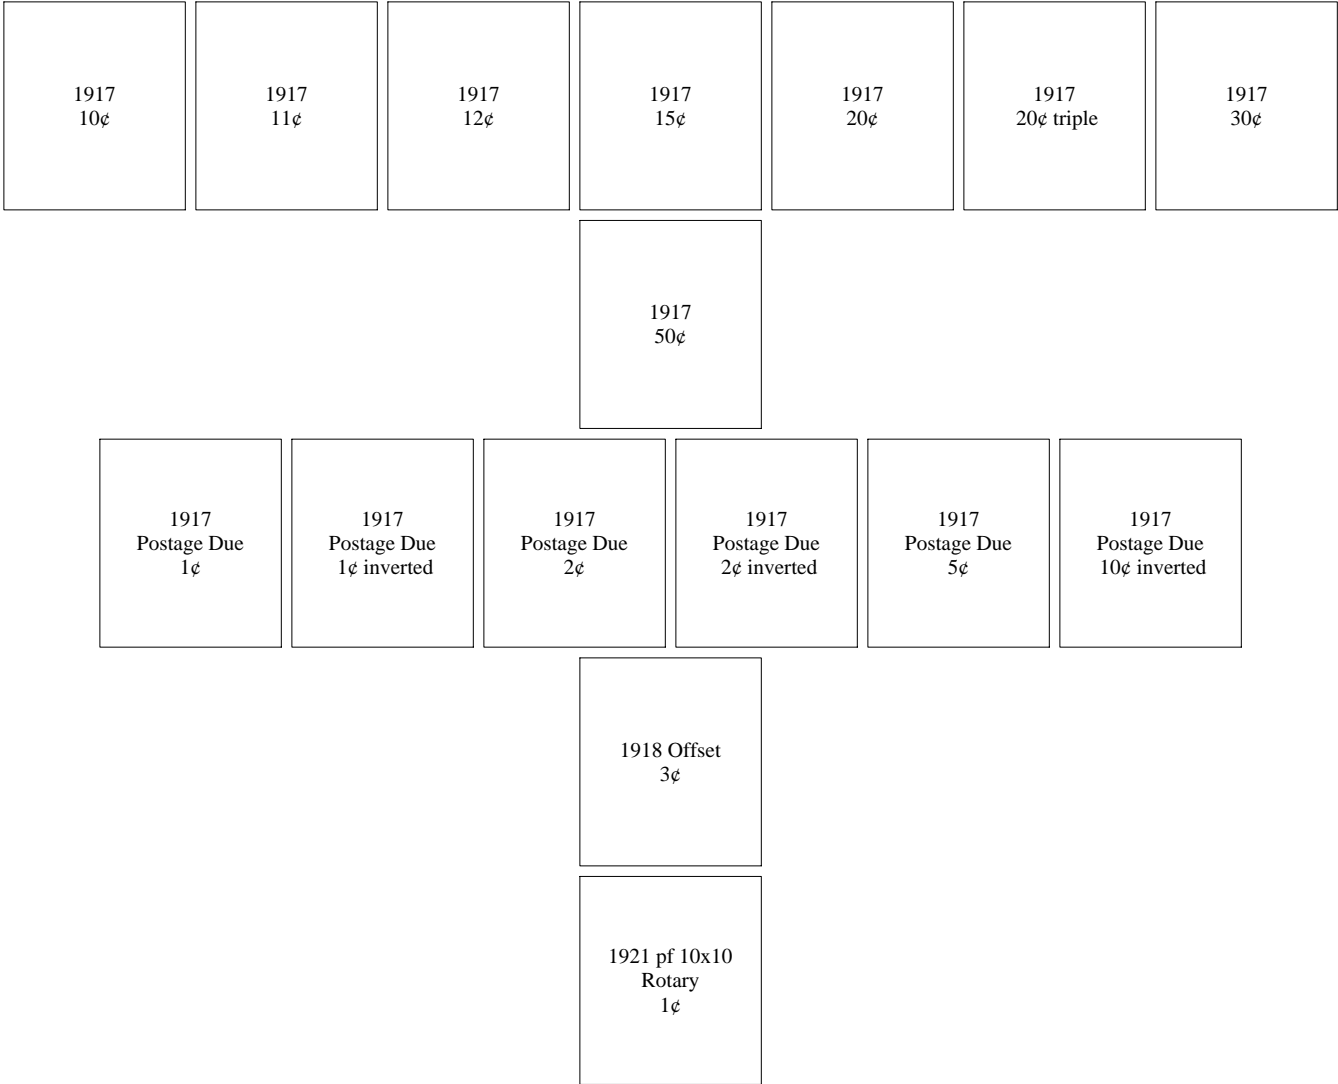 1917
10¢
1917
11¢
1917
12¢
1917
15¢
1917
20¢
1917
20¢ triple
1917
30¢
1917
50¢
1917
Postage Due
1¢
1917
Postage Due
1¢ inverted
1917
Postage Due
2¢
1917
Postage Due
2¢ inverted
1917
Postage Due
5¢
1917
Postage Due
10¢ inverted
1918 Offset
3¢
1921 pf 10x10
Rotary
1¢